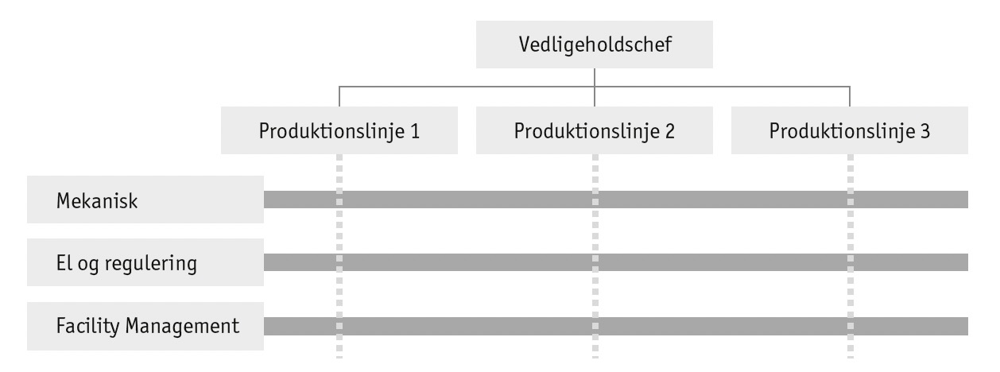 Vedligeholdschef
Produktionslinje 1
Produktionslinje 2
Produktionslinje 3
Mekanisk
El og regulering
Facility Management